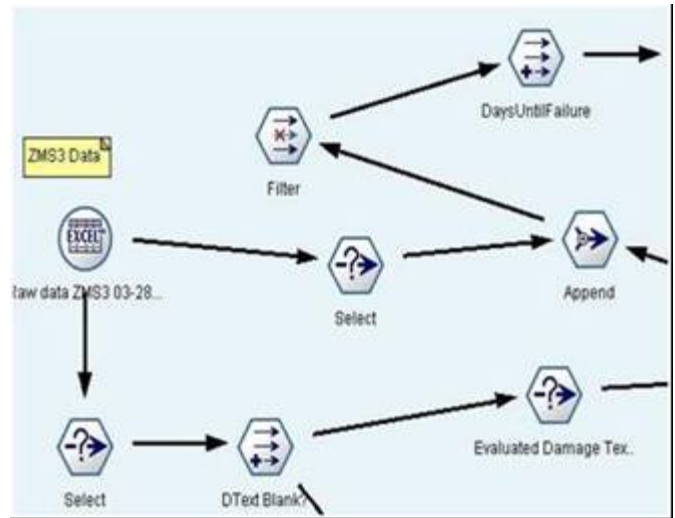 DaysUntilFailure
ZMS3 Data
Filter
EXCEL
Raw data ZMS3 03-28...
Select
Append
Evaluated Damage Tex..
Select
DText Blank?